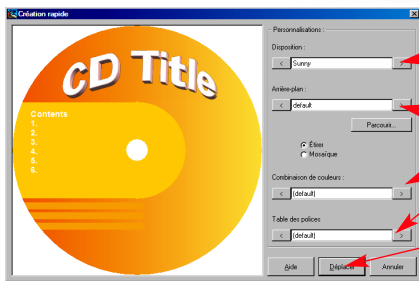 Création rapide
CD Title
Contents
1.
2.
3.
4.
5.
6.
Personnalisations :
Disposition :
< Sunny >
Arrière-plan :
< default >
Parcourir...
Étirer
Mosaïque
Combinaison de couleurs :
< (default) >
Table des polices
< (default) >
Aide Déplacer Annuler